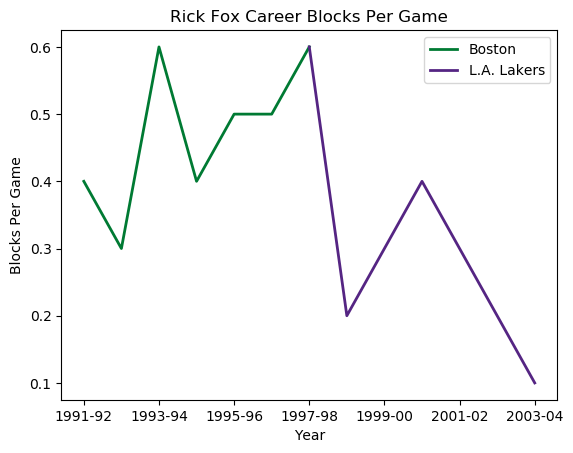 Rick Fox Career Blocks Per Game
Boston
L.A. Lakers
Blocks Per Game
0.6
0.5
0.4
0.3
0.2
0.1
1991-92 1993-94 1995-96 1997-98 1999-00 2001-02 2003-04
Year